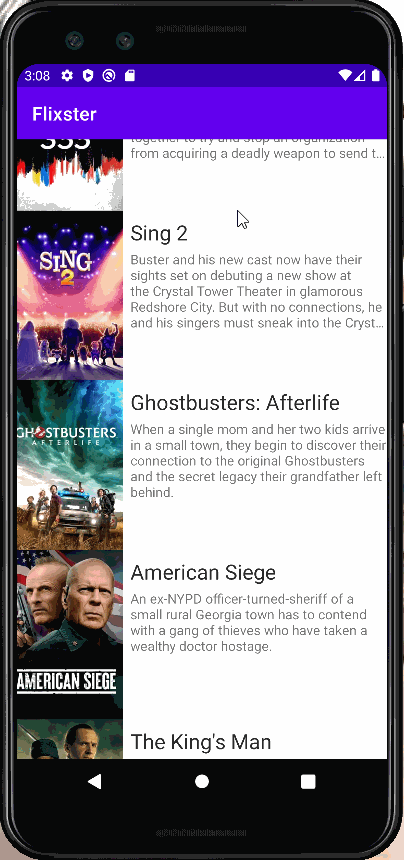 3:08
Flixster
355
together to try and stop an organization
from acquiring a deadly weapon to send t...
SING
2
Sing 2
Buster and his new cast now have their
sights set on debuting a new show at
the Crystal Tower Theater in glamorous
Redshore City. But with no connections, he
and his singers must sneak into the Cryst...
GHOSTBUSTERS
AFTERLIFE
Ghostbusters: Afterlife
When a single mom and her two kids arrive
in a small town, they begin to discover their
connection to the original Ghostbusters
and the secret legacy their grandfather left
behind.
AMERICAN SIEGE
American Siege
An ex-NYPD officer-turned-sheriff of a
small rural Georgia town has to contend
with a gang of thieves who have taken a
wealthy doctor hostage.
The King's Man